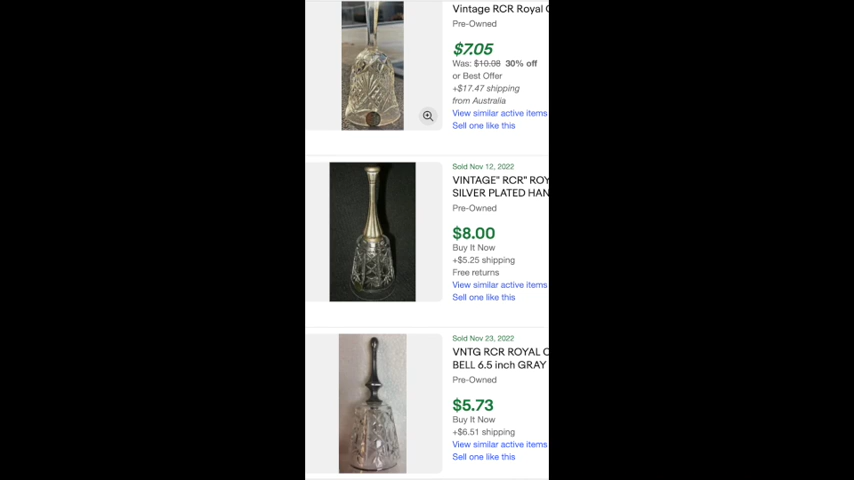 Vintage RCR Royal
Pre-Owned
$7.05
Was: $10.08 30% off
or Best Offer
+$17.47 shipping
from Australia
View similar active items
Sell one like this
Sold Nov 12, 2022
VINTAGE" RCR" ROY
SILVER PLATED HAN
Pre-Owned
$8.00
Buy It Now
+$5.25 shipping
Free returns
View similar active items
Sell one like this
Sold Nov 23, 2022
VNTG RCR ROYAL C
BELL 6.5 inch GRAY
Pre-Owned
$5.73
Buy It Now
+$6.51 shipping
View similar active items
Sell one like this